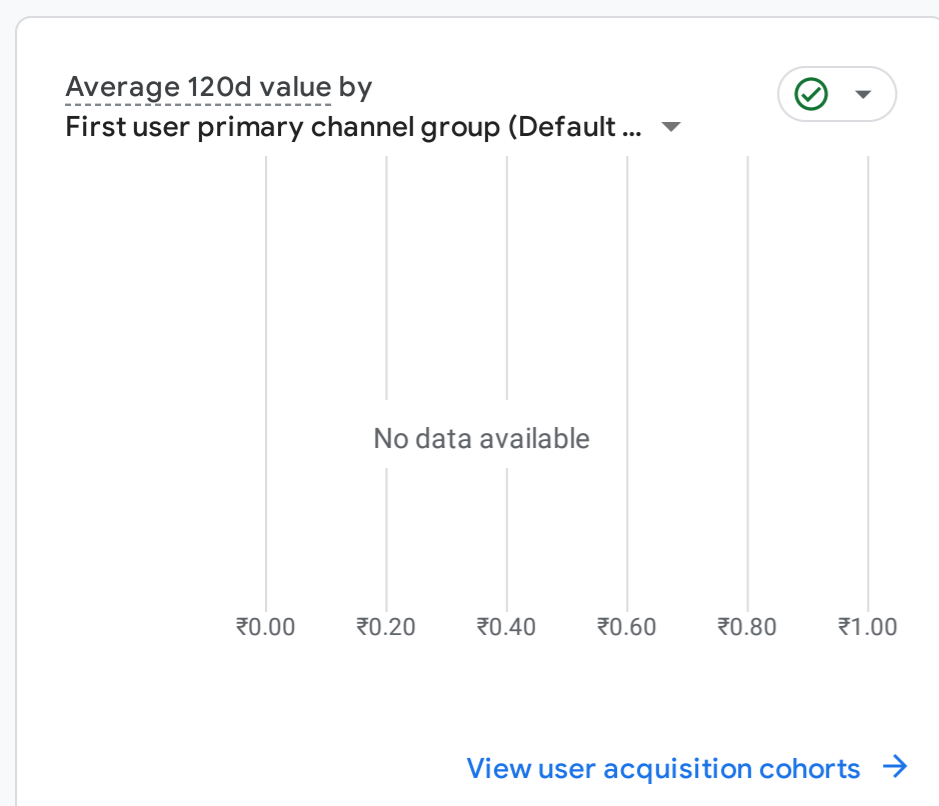 Average 120d value by
First user primary channel group (Default ...
No data available
₹0.00 ₹0.20 ₹0.40 ₹0.60 ₹0.80 ₹1.00
View user acquisition cohorts